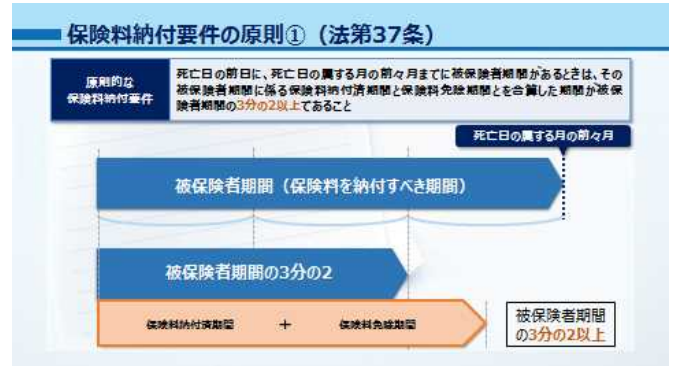 保険料納付要件の原則①（法第37条）
原則的な
保険料納付要件
死亡日の前日に、死亡日の属する月の前々月までに被保険者期間があるときは、その
被保険者期間に係る保険料納付済期間と保険料免除期間とを合算した期間が被保
険者期間の3分の2以上であること
死亡日の属する月の前々月
被保険者期間（保険料を納付すべき期間）
被保険者期間の3分の2
保険料納付済期間 + 保険料免除期間
被保険者期間
の3分の2以上